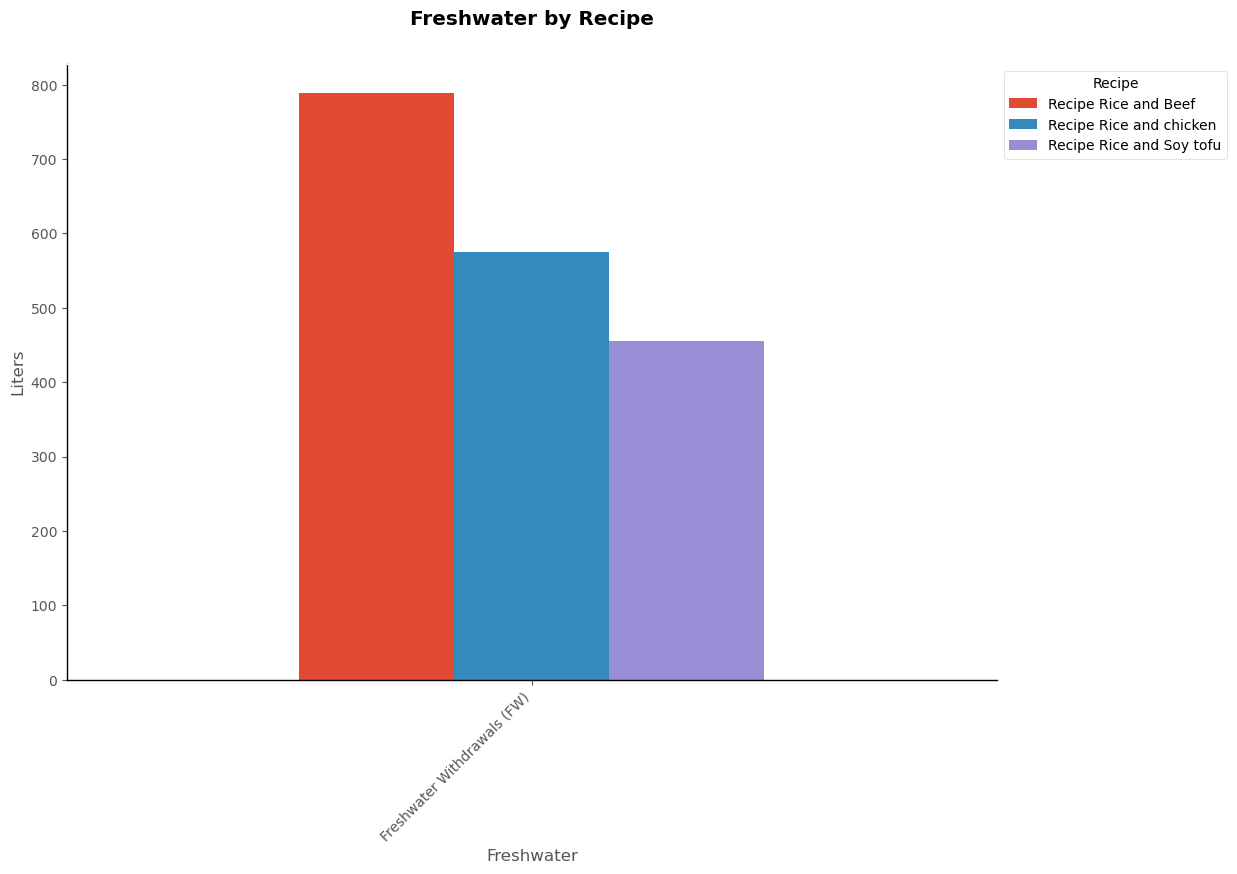 Freshwater by Recipe
Recipe
Recipe Rice and Beef
Recipe Rice and chicken
Recipe Rice and Soy tofu
Liters
800
700
600
500
400
300
200
100
0
Freshwater Withdrawals (FW)
Freshwater